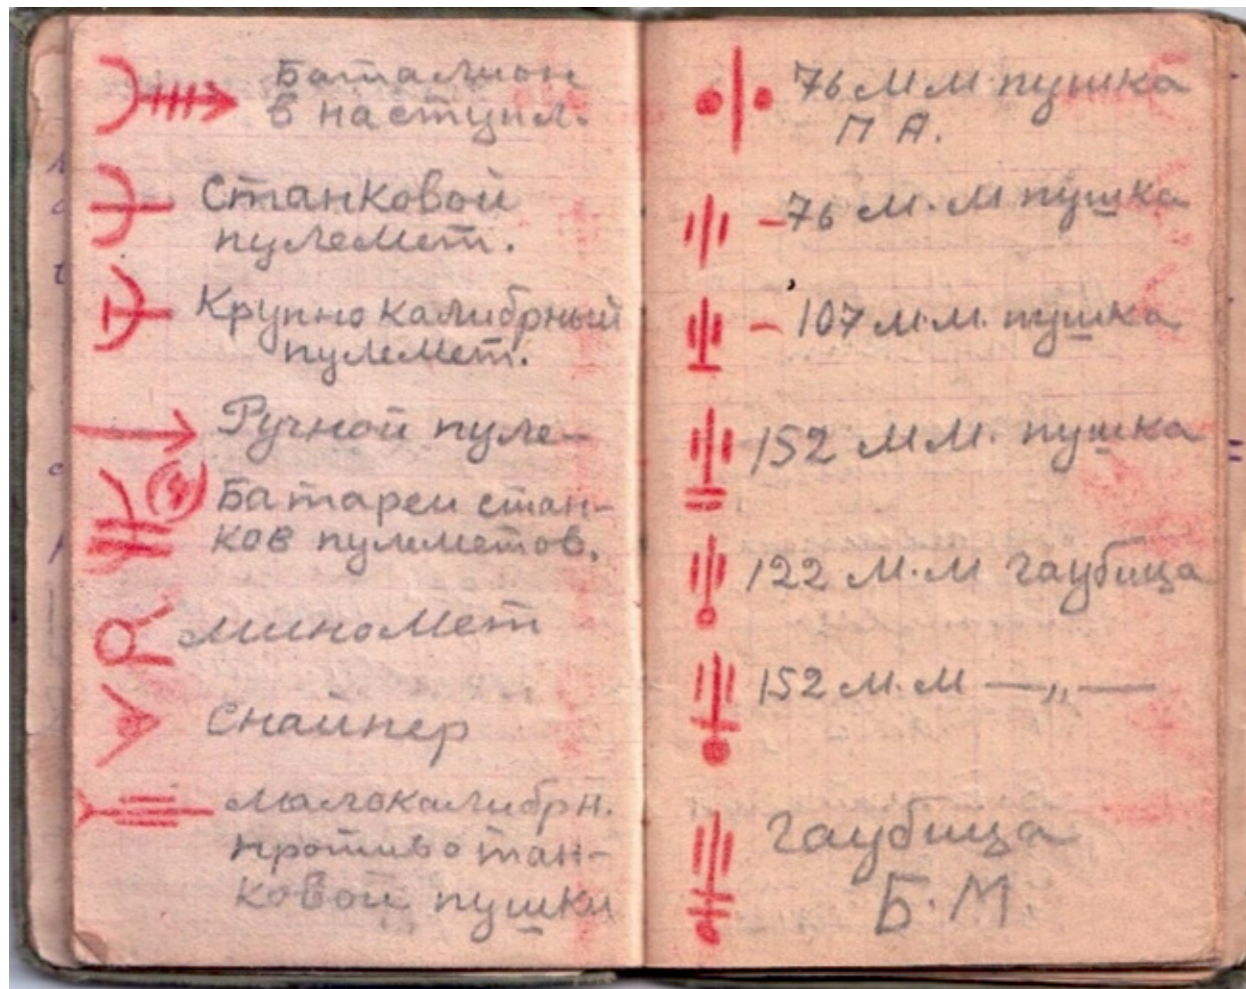 Баталион
в наступл.
Станковой
пулемет.
Крупно калибрный
пулемет.
Ручной пуле-
Батареи стан-
ков пулеметов.
миномет
Снайпер
малокалибрн.
противотан-
ковой пушки
76 м м пушка
П А.
-76 м.м пушка
- 107 м.м. пушка
152 м м. пушка
122 м.м гаубица
152 м.м —„—
гаубица
Б.М.